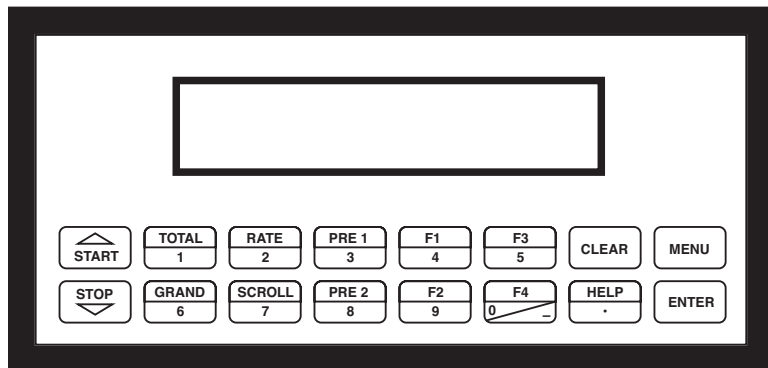 TOTAL RATE PRE 1 F1 F3
START 1 2 3 4 5 CLEAR MENU
STOP GRAND SCROLL PRE 2 F2 F4 HELP
6 7 8 9 0 – . ENTER